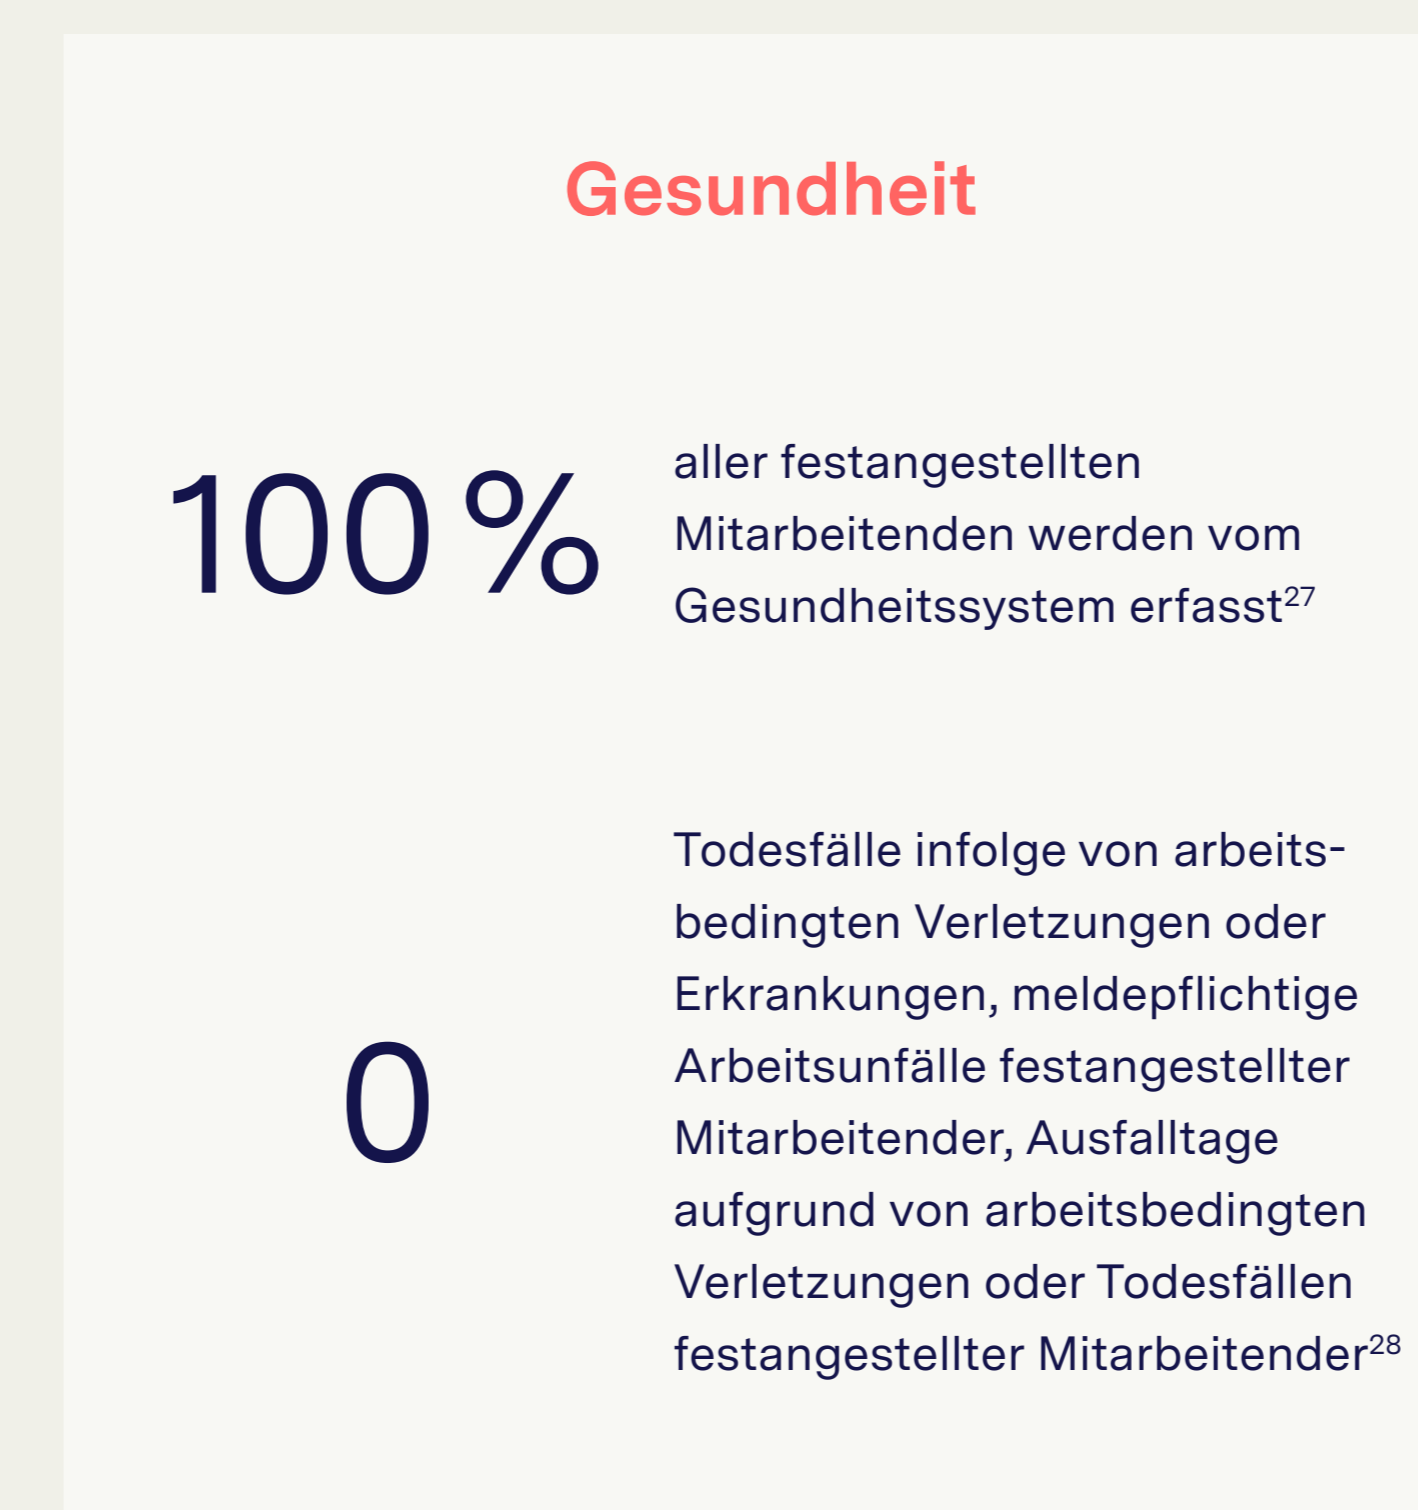 Gesundheit
100 %
aller festangestellten
Mitarbeitenden werden vom
Gesundheitssystem erfasst²⁷
0
Todesfälle infolge von arbeits-
bedingten Verletzungen oder
Erkrankungen, meldepflichtige
Arbeitsunfälle festangestellter
Mitarbeitender, Ausfalltage
aufgrund von arbeitsbedingten
Verletzungen oder Todesfällen
festangestellter Mitarbeitender²⁸